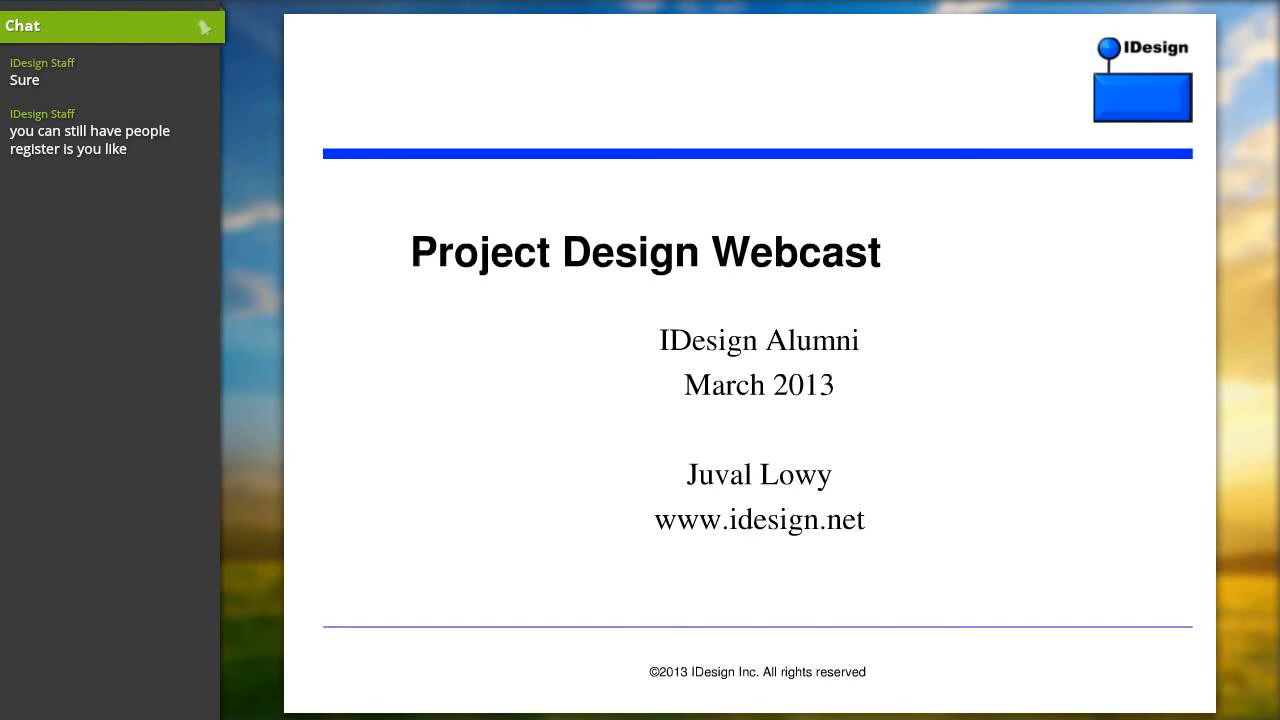 Chat
IDesign Staff
Sure
IDesign Staff
you can still have people
register is you like
IDesign
Project Design Webcast
IDesign Alumni
March 2013
Juval Lowy
www.idesign.net
©2013 IDesign Inc. All rights reserved